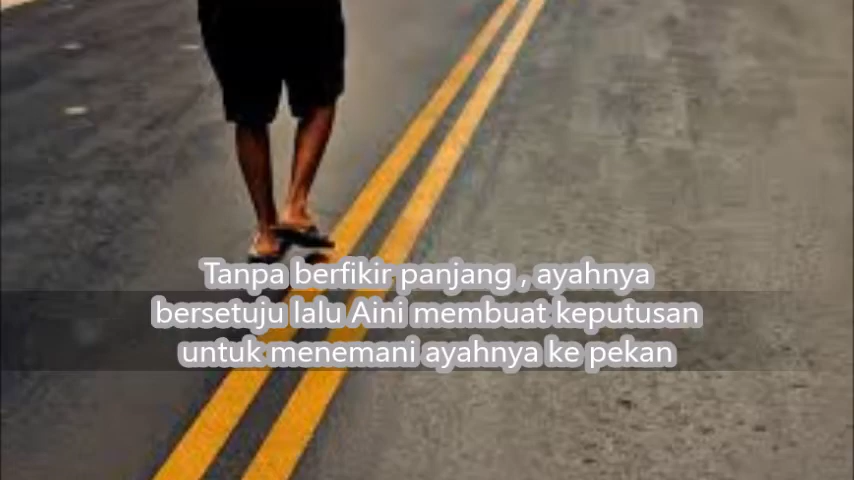 Tanpa berfikir panjang , ayahnya
bersetuju lalu Aini membuat keputusan
untuk menemani ayahnya ke pekan